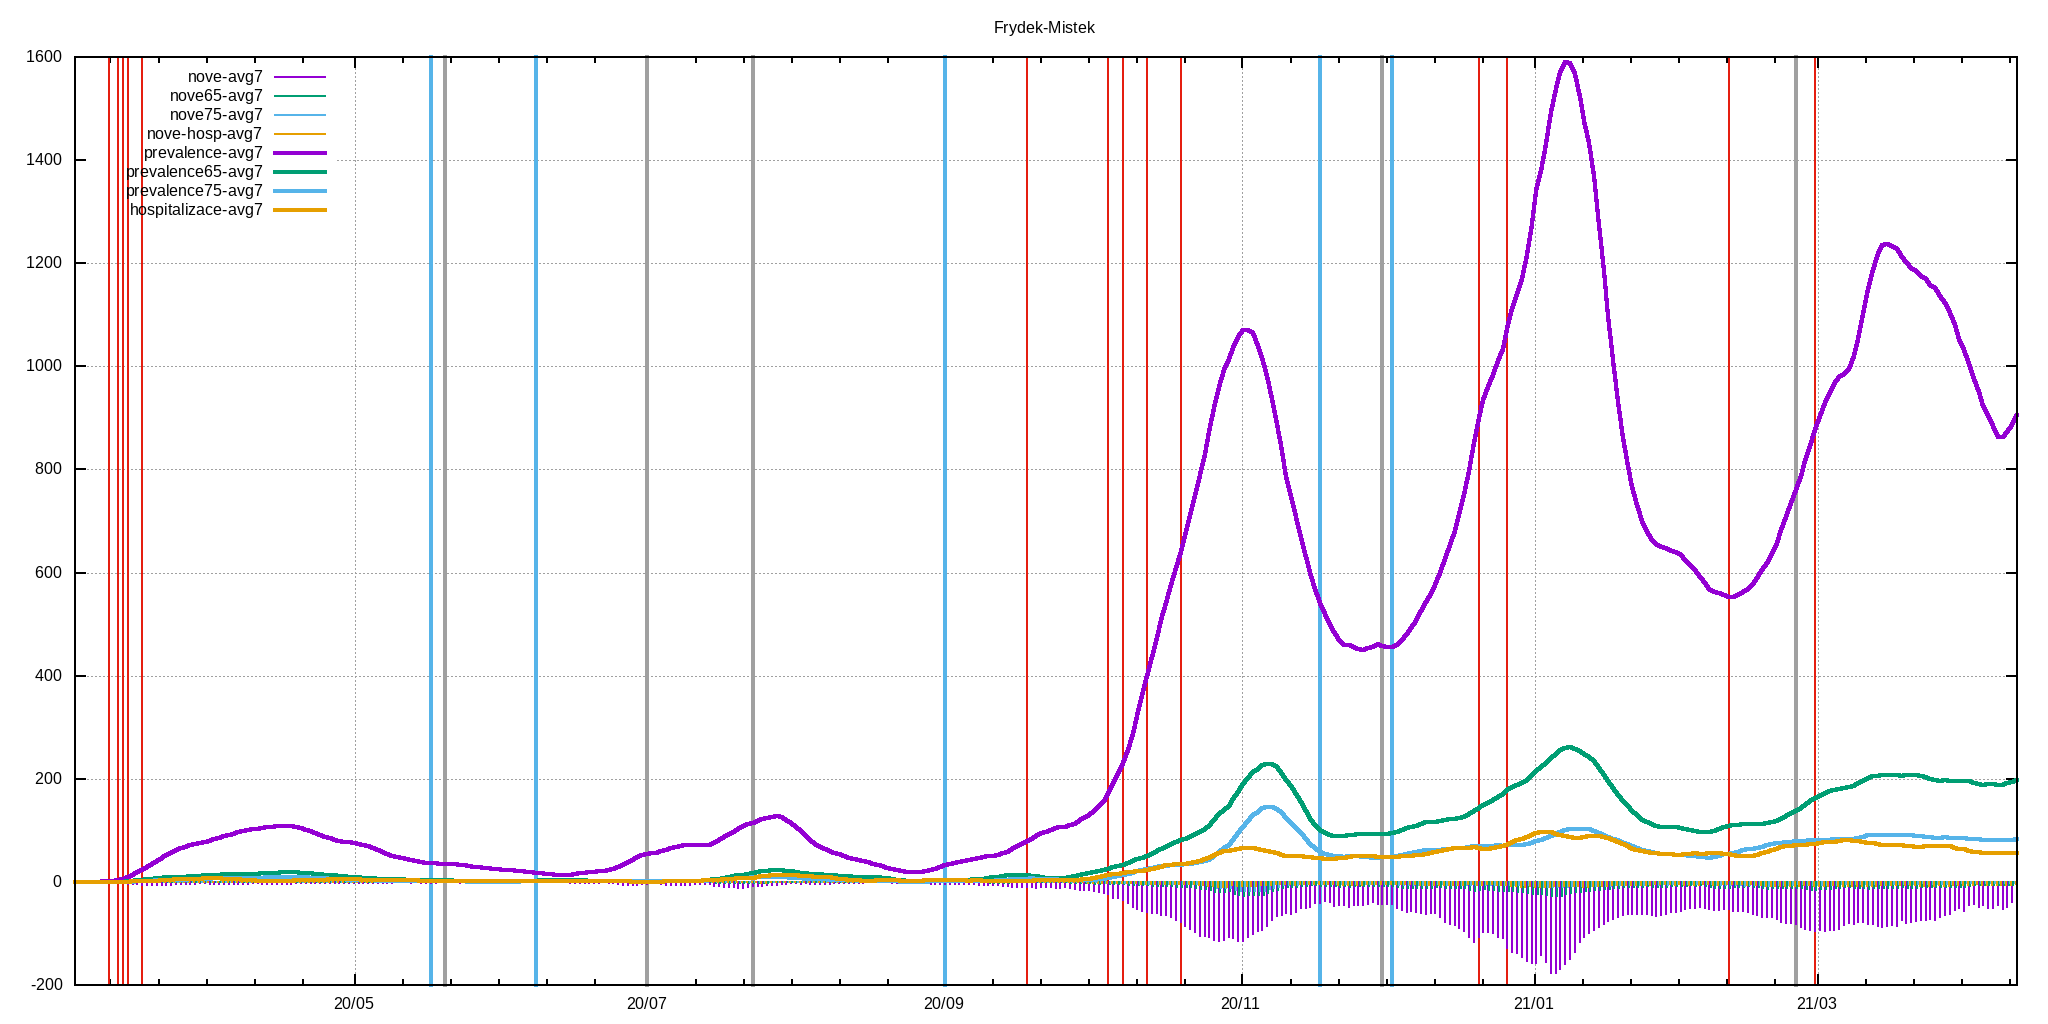 Frydek-Mistek
1600
1400
1200
1000
800
600
400
200
0
-200
nove-avg7
nove65-avg7
nove75-avg7
nove-hosp-avg7
prevalence-avg7
prevalence65-avg7
prevalence75-avg7
hospitalizace-avg7
20/05
20/07
20/09
20/11
21/01
21/03